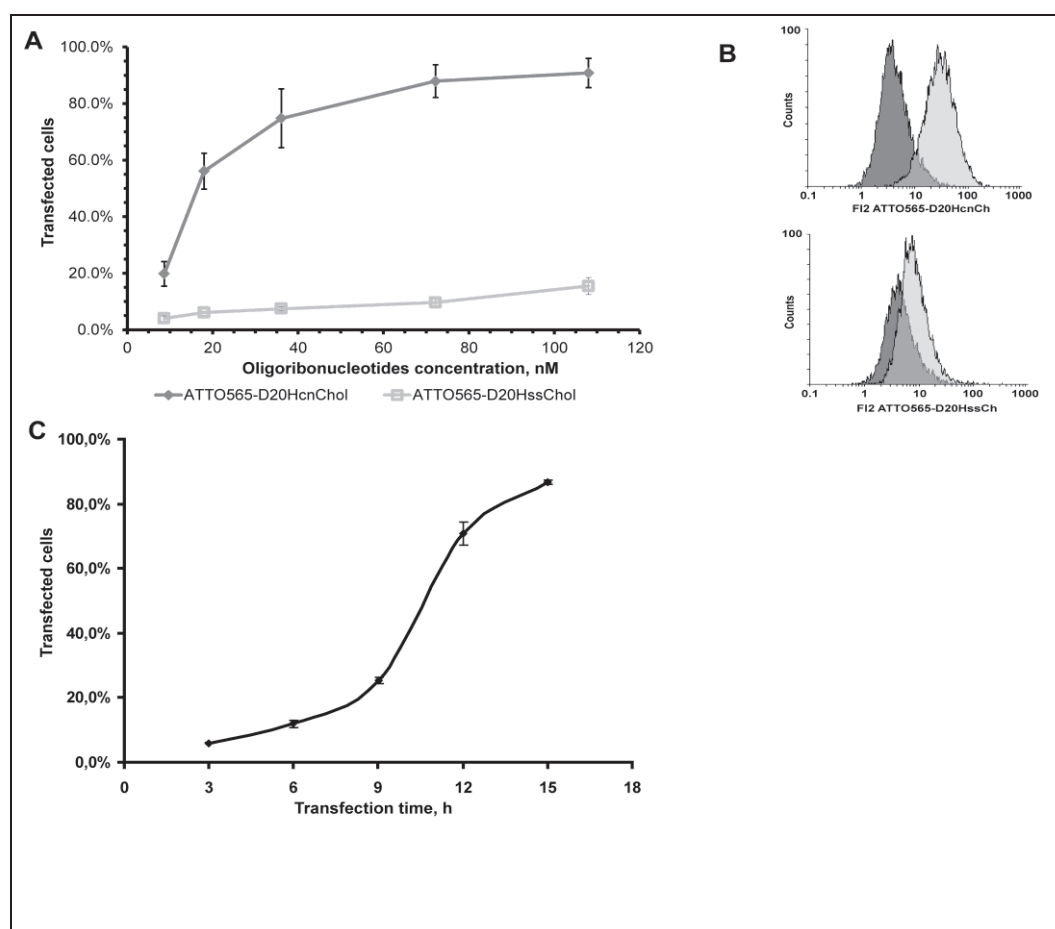 A
100.0%
80.0%
60.0%
40.0%
20.0%
0.0%
Transfected cells
0 20 40 60 80 100 120
Oligoribonucleotides concentration, nM
ATTO565-D20HcnChol ATTO565-D20HssChol
B
100
Counts
0.1 1 10 100 1000
FI2 ATTO565-D20HcnCh
100
Counts
0.1 1 10 100 1000
FI2 ATTO565-D20HssCh
C
100,0%
80,0%
60,0%
40,0%
20,0%
0,0%
Transfected cells
0 3 6 9 12 15 18
Transfection time, h